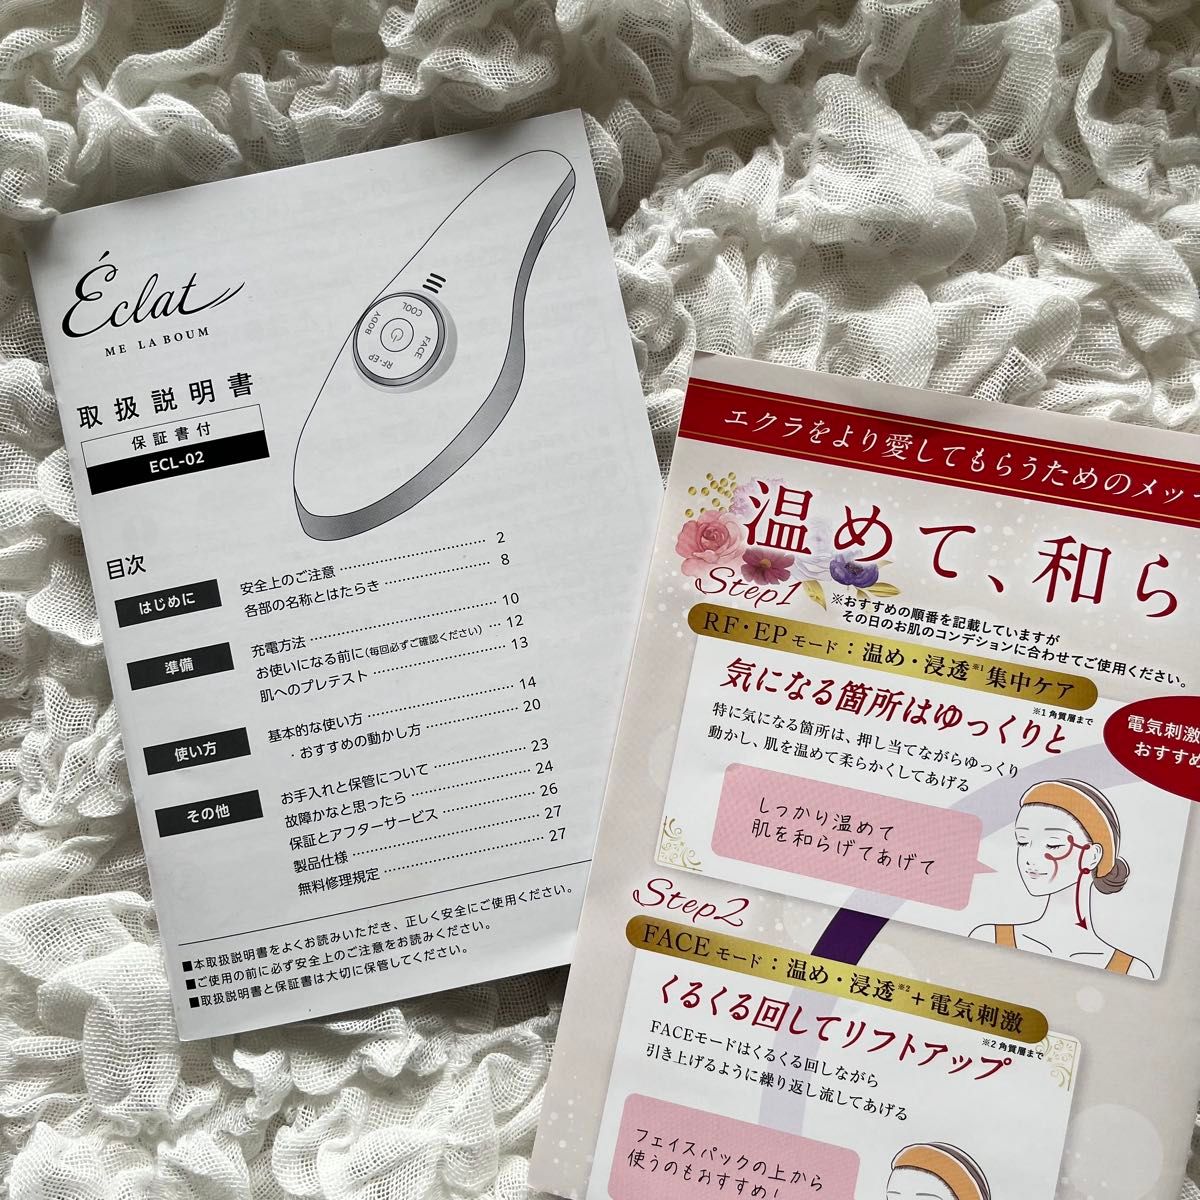 Éclat
ME LA BOUM
取扱説明書
保証書付
ECL-02
BODY
COOL
FACE
RF・EP
目次
はじめに
安全上のご注意 2
各部の名称とはたらき 8
準備
充電方法 10
お使いになる前に(毎回必ずご確認ください) 12
肌へのプレテスト 13
使い方
基本的な使い方 14
・おすすめの動かし方 20
その他
お手入れと保管について 23
故障かなと思ったら 24
保証とアフターサービス 26
製品仕様 27
無料修理規定 27
■本取扱説明書をよくお読みいただき、正しく安全にご使用ください。
■ご使用の前に必ず安全上のご注意をお読みください。
■取扱説明書と保証書は大切に保管してください。
エクラをより愛してもらうためのメッ
温めて、和ら
Step1
※おすすめの順番を記載していますが
その日のお肌のコンデションに合わせてご使用ください。
RF・EPモード：温め・浸透※1集中ケア
※1 角質層まで
気になる箇所はゆっくりと
特に気になる箇所は、押し当てながらゆっくり
動かし、肌を温めて柔らかくしてあげる
電気刺激
おすすめ
しっかり温めて
肌を和らげてあげて
Step2
FACEモード：温め・浸透※2＋電気刺激
※2 角質層まで
くるくる回してリフトアップ
FACEモードはくるくる回しながら
引き上げるように繰り返し流してあげる
フェイスパックの上から
使うのもおすすめ!